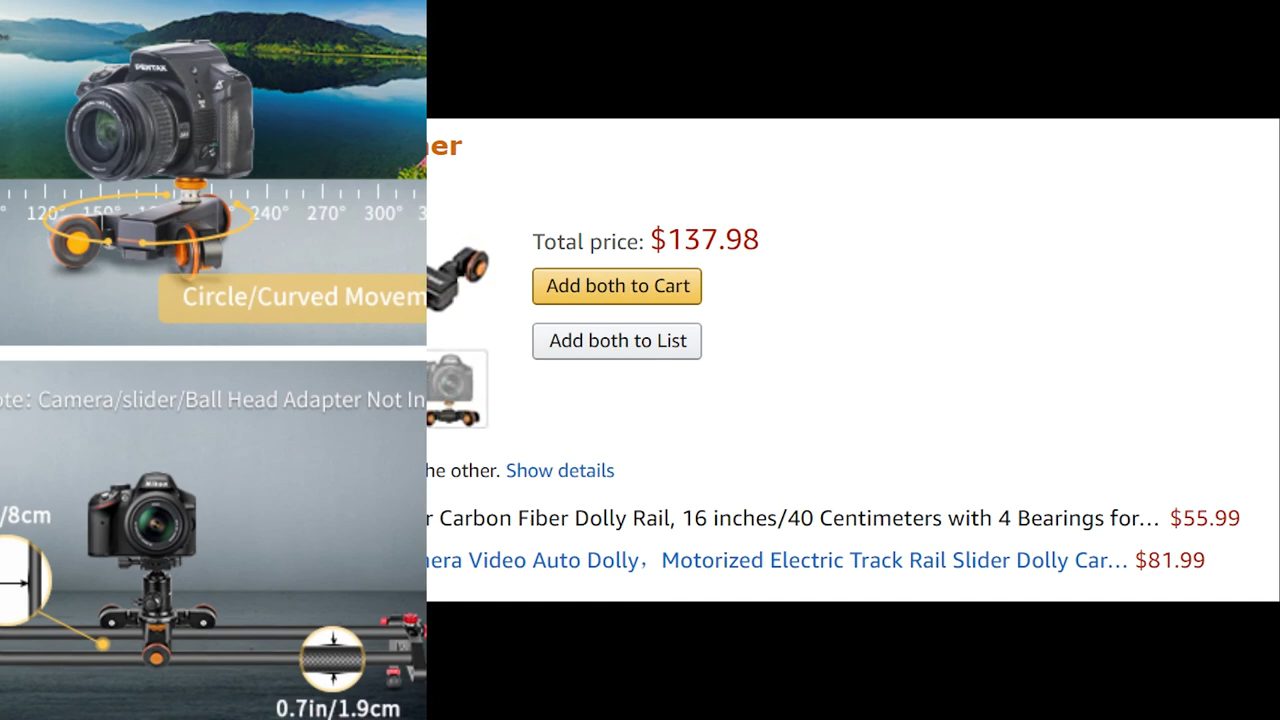 PENTAX
120° 150° 240° 270° 300°
Circle/Curved Movem
ote: Camera/slider/Ball Head Adapter Not In
Nikon
/8cm
0.7in/1.9cm
er
Total price: $137.98
Add both to Cart
Add both to List
he other. Show details
r Carbon Fiber Dolly Rail, 16 inches/40 Centimeters with 4 Bearings for... $55.99
era Video Auto Dolly，Motorized Electric Track Rail Slider Dolly Car... $81.99